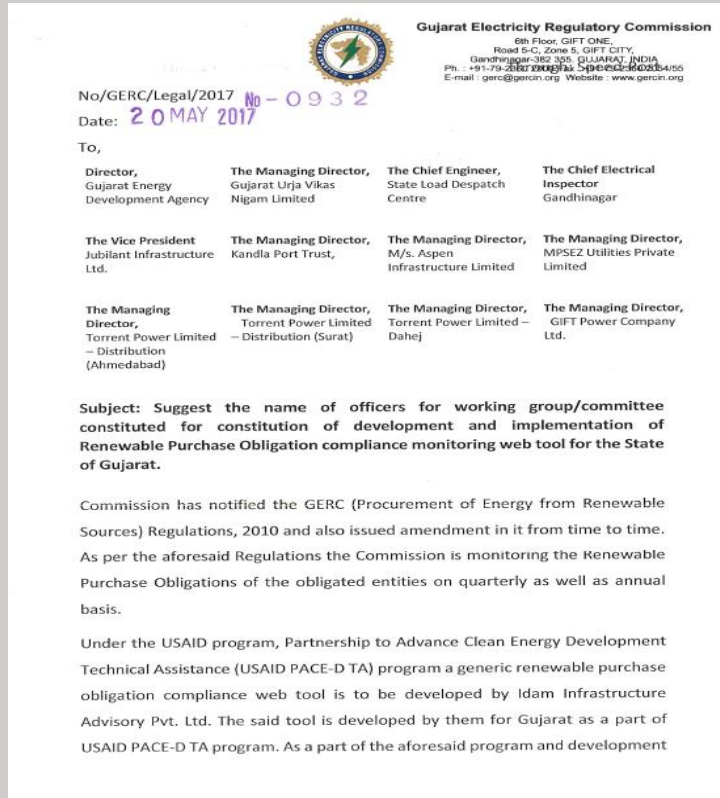 Gujarat Electricity Regulatory Commission
6th Floor, GIFT ONE,
Road 5-C, Zone 5, GIFT CITY,
Gandhinagar-382 355. GUJARAT, INDIA
Ph. : +91-79-
E-mail : gerc@gercin.org Website : www.gercin.org
No/GERC/Legal/2017 No - 0932
Date: 20 MAY 2017
To,
Director,
Gujarat Energy
Development Agency
The Managing Director,
Gujarat Urja Vikas
Nigam Limited
The Chief Engineer,
State Load Despatch
Centre
The Chief Electrical
Inspector
Gandhinagar
The Vice President
Jubilant Infrastructure
Ltd.
The Managing Director,
Kandla Port Trust,
The Managing Director,
M/s. Aspen
Infrastructure Limited
The Managing Director,
MPSEZ Utilities Private
Limited
The Managing
Director,
Torrent Power Limited
– Distribution
(Ahmedabad)
The Managing Director,
Torrent Power Limited
– Distribution (Surat)
The Managing Director,
Torrent Power Limited –
Dahej
The Managing Director,
GIFT Power Company
Ltd.
Subject: Suggest the name of officers for working group/committee
constituted for constitution of development and implementation of
Renewable Purchase Obligation compliance monitoring web tool for the State
of Gujarat.
Commission has notified the GERC (Procurement of Energy from Renewable
Sources) Regulations, 2010 and also issued amendment in it from time to time.
As per the aforesaid Regulations the Commission is monitoring the Renewable
Purchase Obligations of the obligated entities on quarterly as well as annual
basis.
Under the USAID program, Partnership to Advance Clean Energy Development
Technical Assistance (USAID PACE-D TA) program a generic renewable purchase
obligation compliance web tool is to be developed by Idam Infrastructure
Advisory Pvt. Ltd. The said tool is developed by them for Gujarat as a part of
USAID PACE-D TA program. As a part of the aforesaid program and development